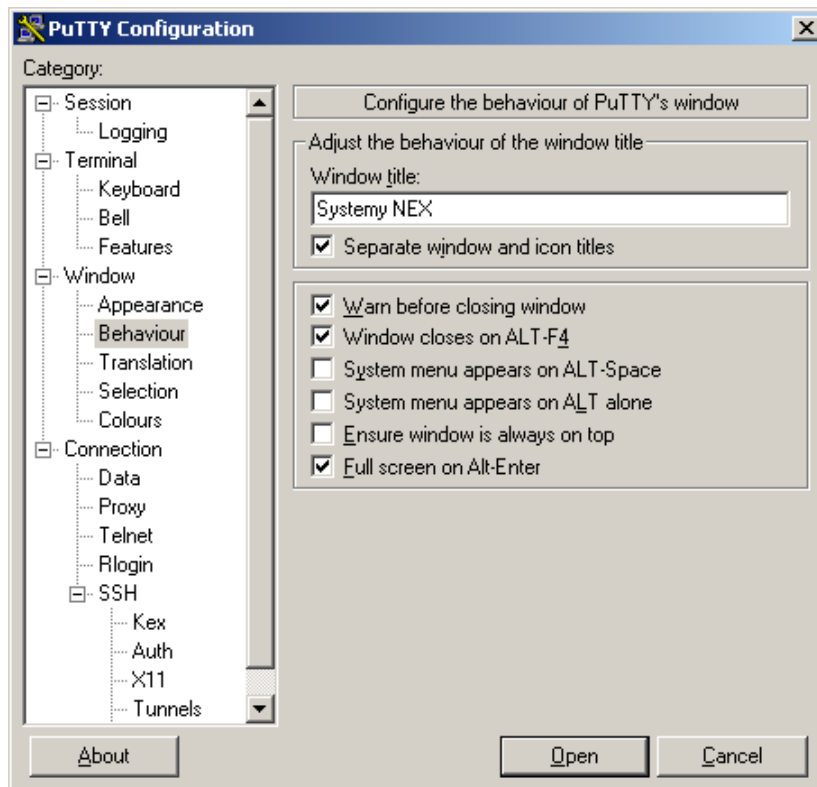 PuTTY Configuration
Category:
Session
Logging
Terminal
Keyboard
Bell
Features
Window
Appearance
Behaviour
Translation
Selection
Colours
Connection
Data
Proxy
Telnet
Rlogin
SSH
Kex
Auth
X11
Tunnels
Configure the behaviour of PuTTY's window
Adjust the behaviour of the window title
Window title:
Systemy NEX
Separate window and icon titles
Warn before closing window
Window closes on ALT-F4
System menu appears on ALT-Space
System menu appears on ALT alone
Ensure window is always on top
Full screen on Alt-Enter
About
Open
Cancel